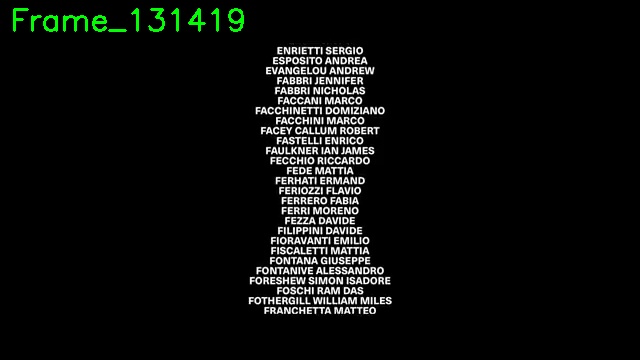 Frame_131419
ENRIETTI SERGIO
ESPOSITO ANDREA
EVANGELOU ANDREW
FABBRI JENNIFER
FABBRI NICHOLAS
FACCANI MARCO
FACCHINETTI DOMIZIANO
FACCHINI MARCO
FACEY CALLUM ROBERT
FASTELLI ENRICO
FAULKNER IAN JAMES
FECCHIO RICCARDO
FEDE MATTIA
FERHATI ERMAND
FERIOZZI FLAVIO
FERRERO FABIA
FERRI MORENO
FEZZA DAVIDE
FILIPPINI DAVIDE
FIORAVANTI EMILIO
FISCALETTI MATTIA
FONTANA GIUSEPPE
FONTANIVE ALESSANDRO
FORESHEW SIMON ISADORE
FOSCHI RAM DAS
FOTHERGILL WILLIAM MILES
FRANCHETTA MATTEO